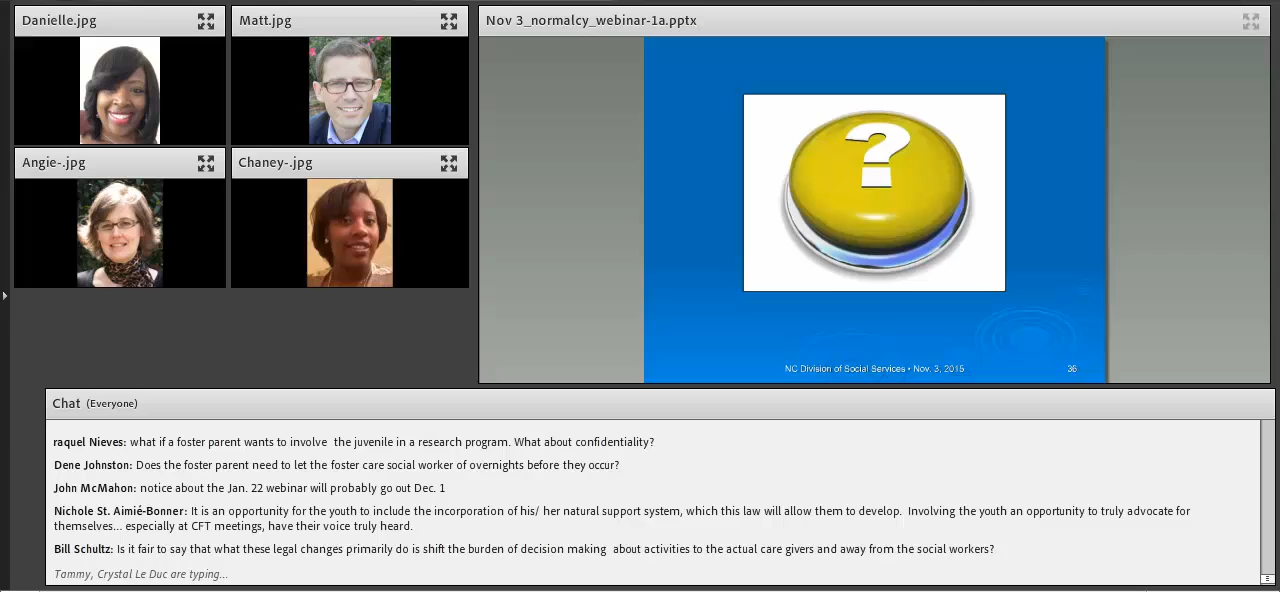 Danielle.jpg
Matt.jpg
Nov 3_normalcy_webinar-1a.pptx
Angie-.jpg
Chaney-.jpg
?
NC Division of Social Services • Nov. 3, 2015
36
Chat (Everyone)
raquel Nieves: what if a foster parent wants to involve the juvenile in a research program. What about confidentiality?
Dene Johnston: Does the foster parent need to let the foster care social worker of overnights before they occur?
John McMahon: notice about the Jan. 22 webinar will probably go out Dec. 1
Nichole St. Aimié-Bonner: It is an opportunity for the youth to include the incorporation of his/ her natural support system, which this law will allow them to develop. Involving the youth an opportunity to truly advocate for
themselves... especially at CFT meetings, have their voice truly heard.
Bill Schultz: Is it fair to say that what these legal changes primarily do is shift the burden of decision making about activities to the actual care givers and away from the social workers?
Tammy, Crystal Le Duc are typing...